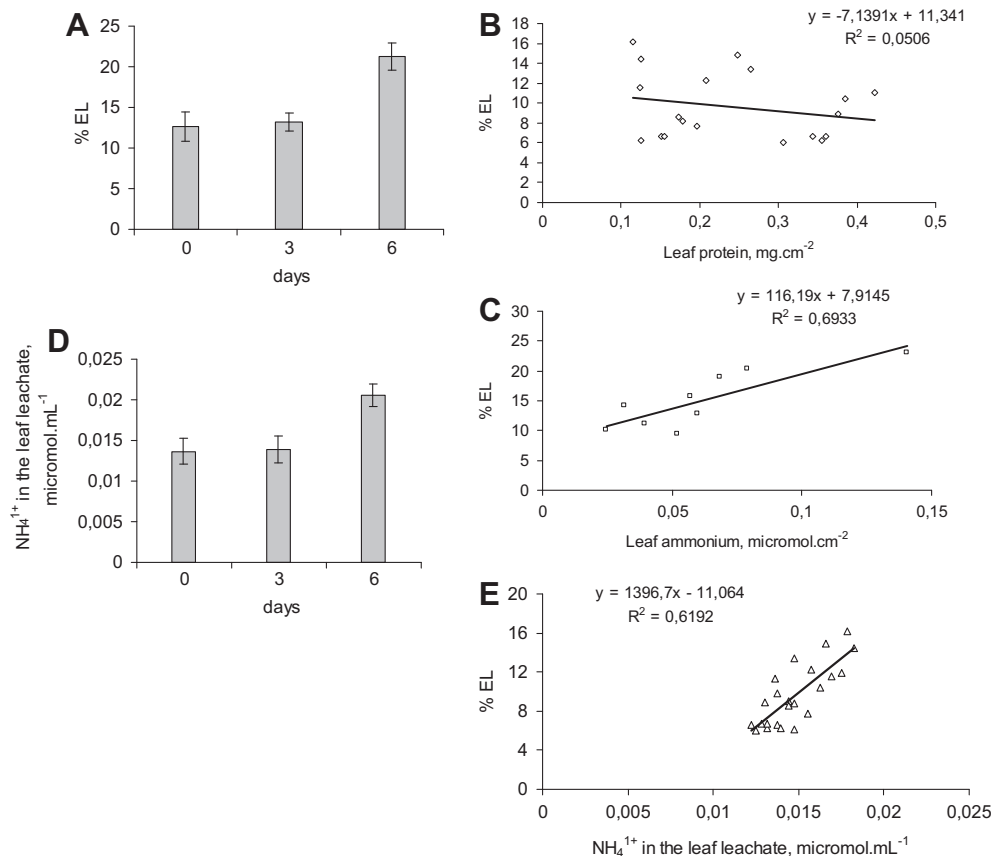 A
% EL
25
20
15
10
5
0
0 3 6
days
B
y = -7,1391x + 11,341
R² = 0,0506
% EL
18
16
14
12
10
8
6
4
2
0
0 0,1 0,2 0,3 0,4 0,5
Leaf protein, mg.cm⁻²
C
y = 116,19x + 7,9145
R² = 0,6933
% EL
30
25
20
15
10
5
0
0 0,05 0,1 0,15
Leaf ammonium, micromol.cm⁻²
D
NH₄¹⁺ in the leaf leachate,
micromol.mL⁻¹
0,025
0,02
0,015
0,01
0,005
0
0 3 6
days
E
y = 1396,7x - 11,064
R² = 0,6192
% EL
20
16
12
8
4
0
0 0,005 0,01 0,015 0,02 0,025
NH₄¹⁺ in the leaf leachate, micromol.mL⁻¹